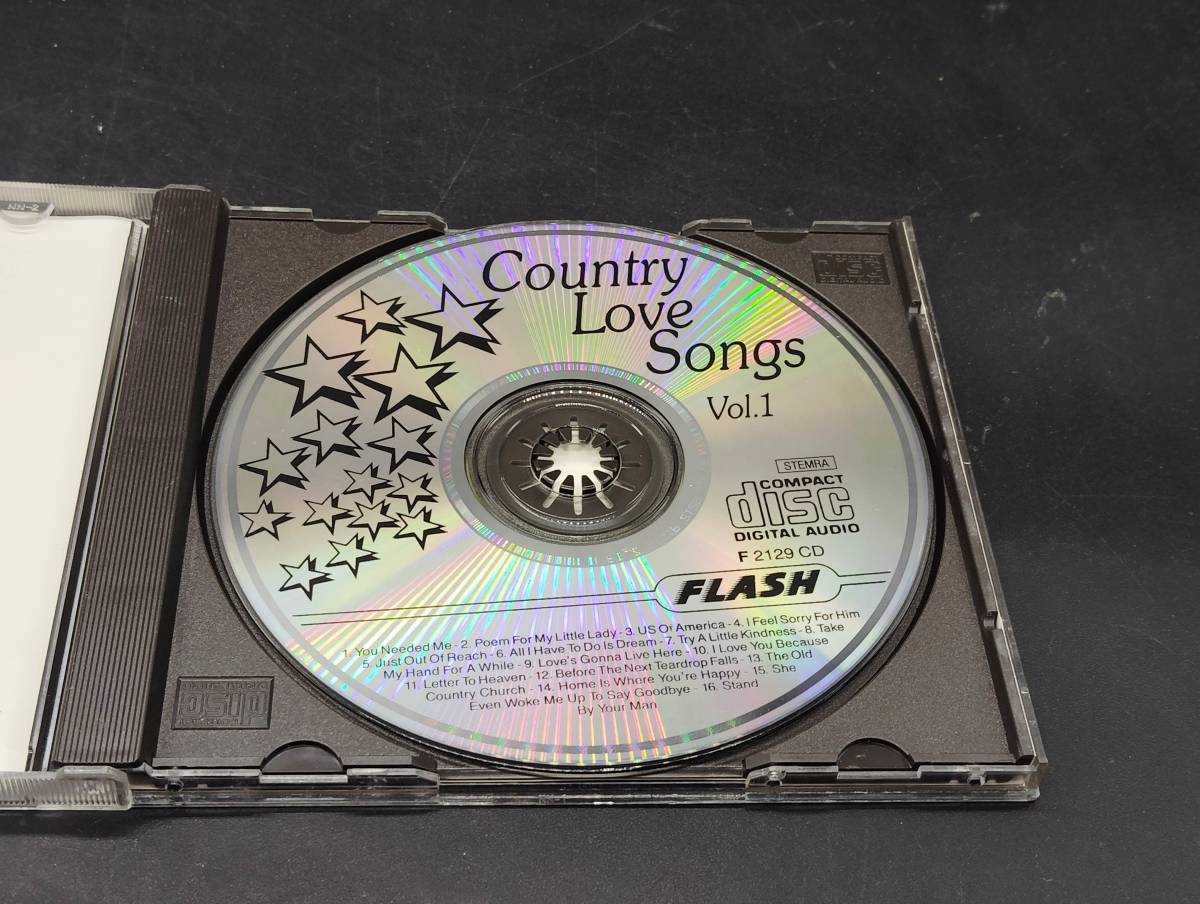 Country
Love
Songs
Vol.1
STEMRA
COMPACT
disc
DIGITAL AUDIO
F 2129 CD
FLASH
1. You Needed Me - 2. Poem For My Little Lady - 3. US Of America - 4. I Feel Sorry For Him
5. Just Out Of Reach - 6. All I Have To Do Is Dream - 7. Try A Little Kindness - 8. Take
My Hand For A While - 9. Love's Gonna Live Here - 10. I Love You Because
11. Letter To Heaven - 12. Before The Next Teardrop Falls - 13. The Old
Country Church - 14. Home Is Where You're Happy - 15. She
Even Woke Me Up To Say Goodbye - 16. Stand
By Your Man
COMPACT
disc
DIGITAL AUDIO
disc